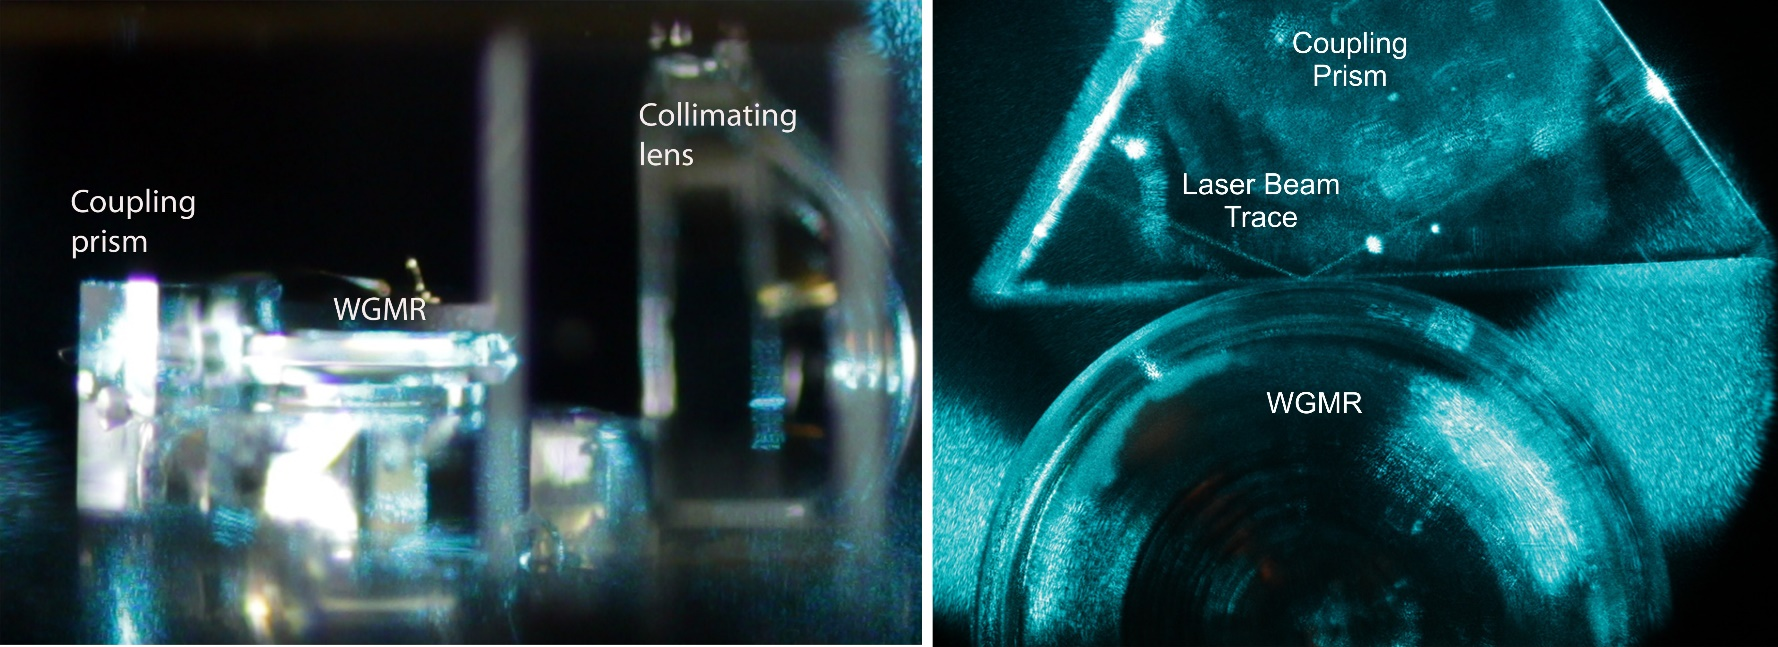 Coupling
prism
WGMR
Collimating
lens
Coupling
Prism
Laser Beam
Trace
WGMR